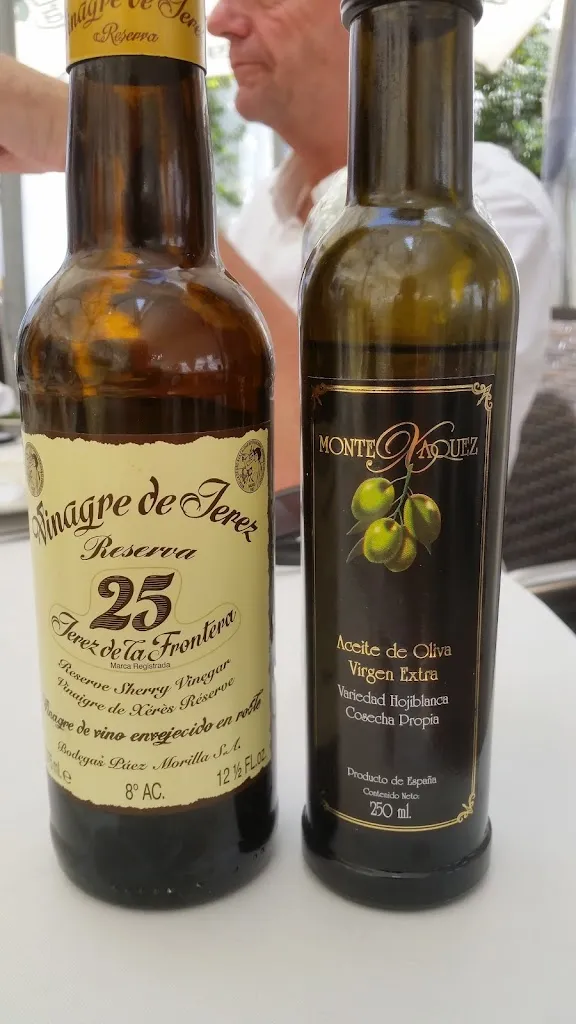 Vinagre de Jerez
Reserva
Vinagre de Jerez
Reserva
25
Jerez de la Frontera
Marca Registrada
Reserve Sherry Vinegar
Vinaigre de Xérès Réserve
Vinagre de vino envejecido en roble
Bodegas Páez Morilla S.A.
ml. e
8° AC.
12 ½ FL.oz.
MONTE XAQUEZ
Aceite de Oliva
Virgen Extra
Variedad Hojiblanca
Cosecha Propia
Producto de España
Contenido Neto:
250 ml.